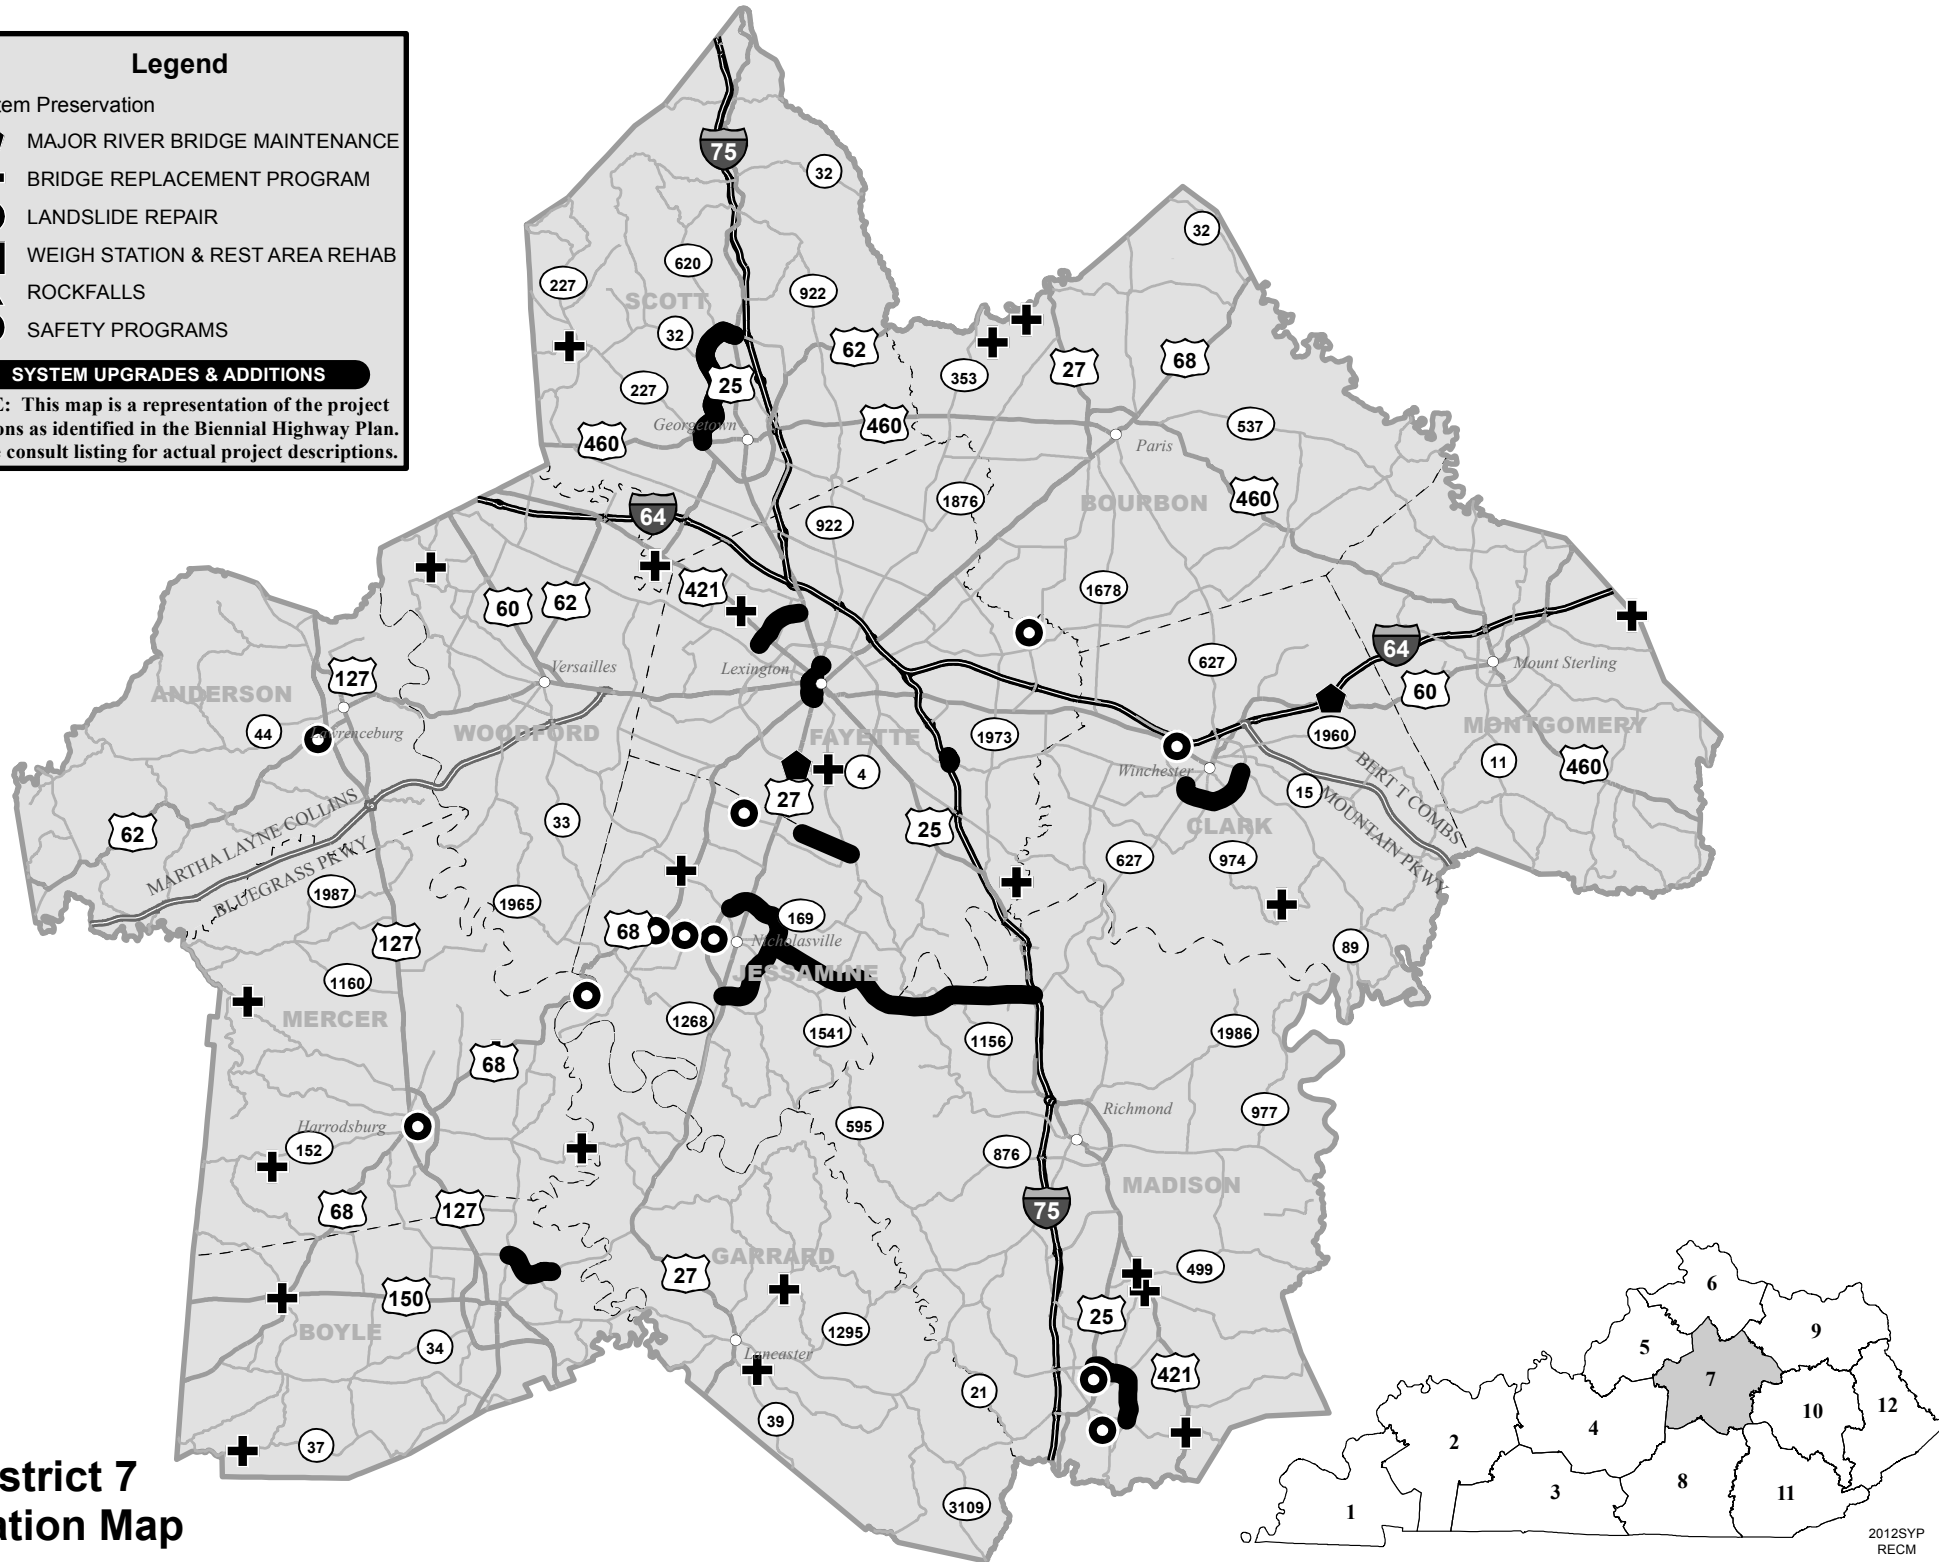 Legend
tem Preservation
MAJOR RIVER BRIDGE MAINTENANCE
BRIDGE REPLACEMENT PROGRAM
LANDSLIDE REPAIR
WEIGH STATION & REST AREA REHAB
ROCKFALLS
SAFETY PROGRAMS
SYSTEM UPGRADES & ADDITIONS
E: This map is a representation of the project
ons as identified in the Biennial Highway Plan.
consult listing for actual project descriptions.
75
32
32
620
227
SCOTT
922
32
62
353
27
68
227
25
Georgetown
460
460
537
Paris
1876
BOURBON
460
64
922
421
60
62
1678
627
64
Mount Sterling
Versailles
Lexington
127
ANDERSON
44
Lawrenceburg
WOODFORD
FAYETTE
1973
60
1960
MONTGOMERY
11
460
4
Winchester
27
15
BERT T COMBS
MOUNTAIN PKWY
62
MARTHA LAYNE COLLINS
BLUEGRASS PKWY
33
25
CLARK
627
974
1987
1965
169
68
Nicholasville
127
89
JESSAMINE
1160
MERCER
1268
1541
1156
1986
68
Harrodsburg
152
595
Richmond
977
876
68
127
MADISON
75
GARRARD
27
499
150
BOYLE
25
1295
34
Lancaster
421
21
39
37
3109
strict 7
ation Map
6
5
9
7
12
10
4
2
8
3
11
1
2012SYP
RECM